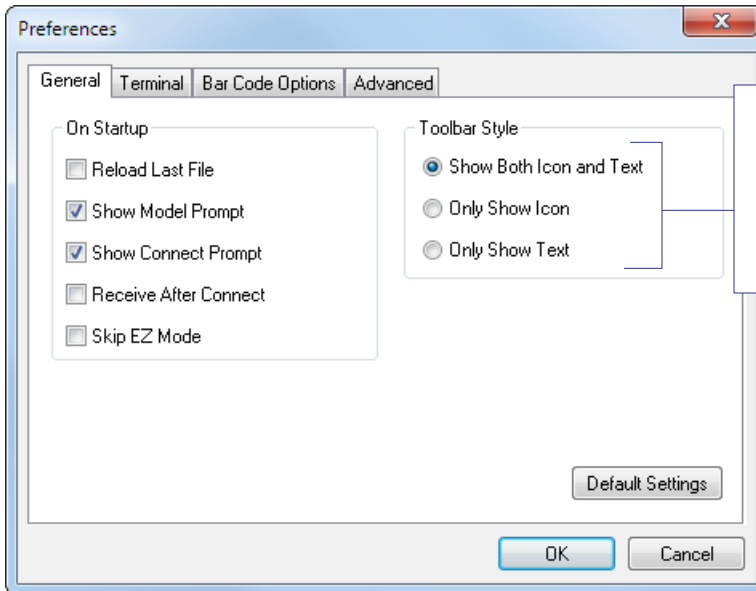 Preferences
General
Terminal
Bar Code Options
Advanced
On Startup
Reload Last File
Show Model Prompt
Show Connect Prompt
Receive After Connect
Skip EZ Mode
Toolbar Style
Show Both Icon and Text
Only Show Icon
Only Show Text
Default Settings
OK
Cancel